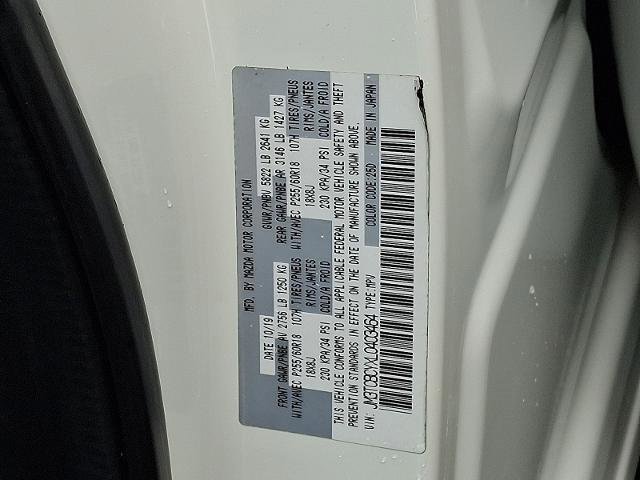 MFD. BY MAZDA MOTOR CORPORATION
DATE 10/19 GVWR/PNBV 5822 LB 2641 KG
FRONT GAWR/PNBE AV 2756 LB 1250 KG REAR GAWR/PNBE AR 3146 LB 1427 KG
WITH/AVEC P255/60R18 107H TIRES/PNEUS WITH/AVEC P255/60R18 107H TIRES/PNEUS
18X8J RIMS/JANTES 18X8J RIMS/JANTES
230 KPA/34 PSI COLD/A FROID 230 KPA/34 PSI COLD/A FROID
THIS VEHICLE CONFORMS TO ALL APPLICABLE FEDERAL MOTOR VEHICLE SAFETY AND THEFT
PREVENTION STANDARDS IN EFFECT ON THE DATE OF MANUFACTURE SHOWN ABOVE.
VIN: JM3TCBCYXL0403464 TYPE:MPV COLOR CODE:25D MADE IN JAPAN